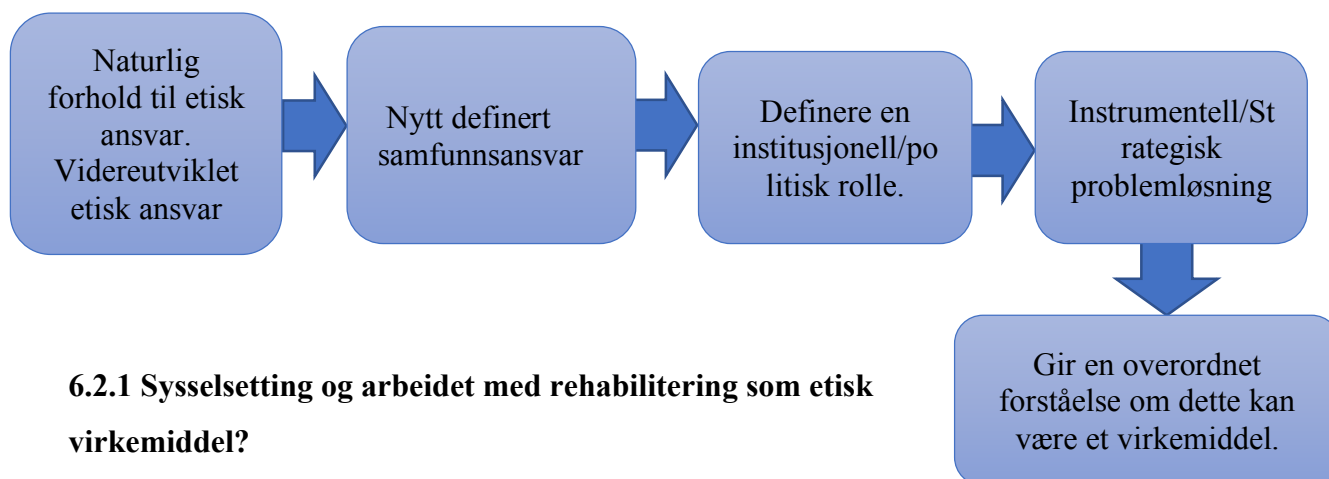 Naturlig
forhold til etisk
ansvar.
Videreutviklet
etisk ansvar
Nytt definert
samfunnsansvar
Definere en
institusjonell/po
litisk rolle.
Instrumentell/St
rategisk
problemløsning
Gir en overordnet
forståelse om dette kan
være et virkemiddel.
6.2.1 Sysselsetting og arbeidet med rehabilitering som etisk
virkemiddel?